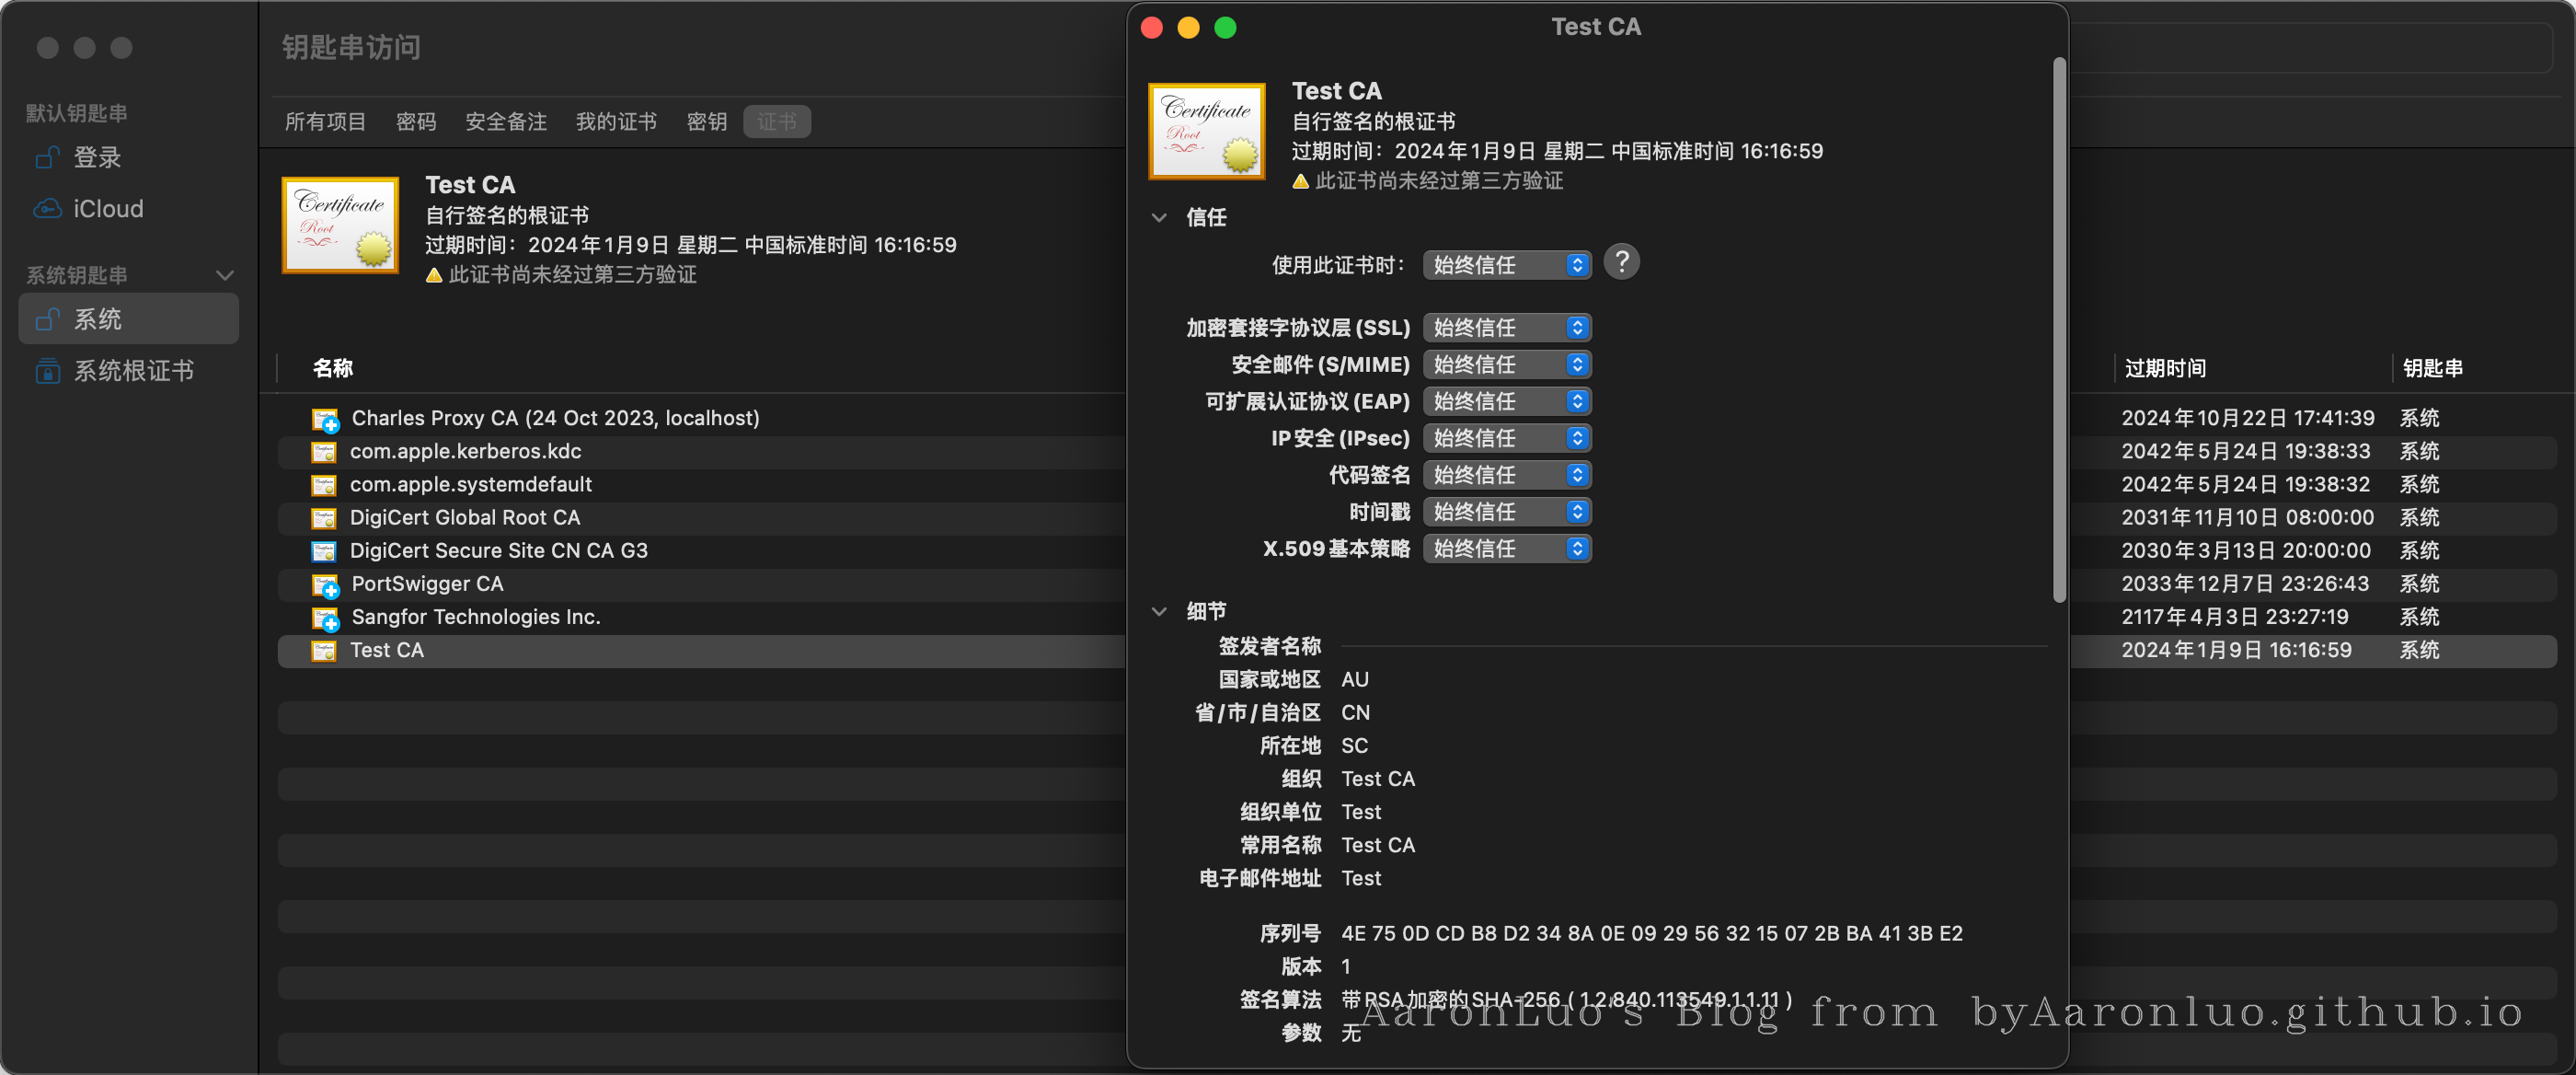 钥匙串访问
默认钥匙串
登录
iCloud
系统钥匙串
系统
系统根证书
所有项目 密码 安全备注 我的证书 密钥 证书
Certificate
Root
Test CA
自行签名的根证书
过期时间：2024年1月9日 星期二 中国标准时间 16:16:59
此证书尚未经过第三方验证
名称 过期时间 钥匙串
Charles Proxy CA (24 Oct 2023, localhost) 2024年10月22日 17:41:39 系统
com.apple.kerberos.kdc 2042年5月24日 19:38:33 系统
com.apple.systemdefault 2042年5月24日 19:38:32 系统
DigiCert Global Root CA 2031年11月10日 08:00:00 系统
DigiCert Secure Site CN CA G3 2030年3月13日 20:00:00 系统
PortSwigger CA 2033年12月7日 23:26:43 系统
Sangfor Technologies Inc. 2117年4月3日 23:27:19 系统
Test CA 2024年1月9日 16:16:59 系统
Test CA
Certificate
Root
Test CA
自行签名的根证书
过期时间：2024年1月9日 星期二 中国标准时间 16:16:59
此证书尚未经过第三方验证
信任
使用此证书时： 始终信任 ?
加密套接字协议层 (SSL) 始终信任
安全邮件 (S/MIME) 始终信任
可扩展认证协议 (EAP) 始终信任
IP 安全 (IPsec) 始终信任
代码签名 始终信任
时间戳 始终信任
X.509 基本策略 始终信任
细节
签发者名称
国家或地区 AU
省/市/自治区 CN
所在地 SC
组织 Test CA
组织单位 Test
常用名称 Test CA
电子邮件地址 Test
序列号 4E 75 0D CD B8 D2 34 8A 0E 09 29 56 32 15 07 2B BA 41 3B E2
版本 1
签名算法 带 RSA 加密的 SHA-256 ( 1.2.840.113549.1.1.11 )
参数 无
AaronLuo's Blog from byAaronluo.github.io